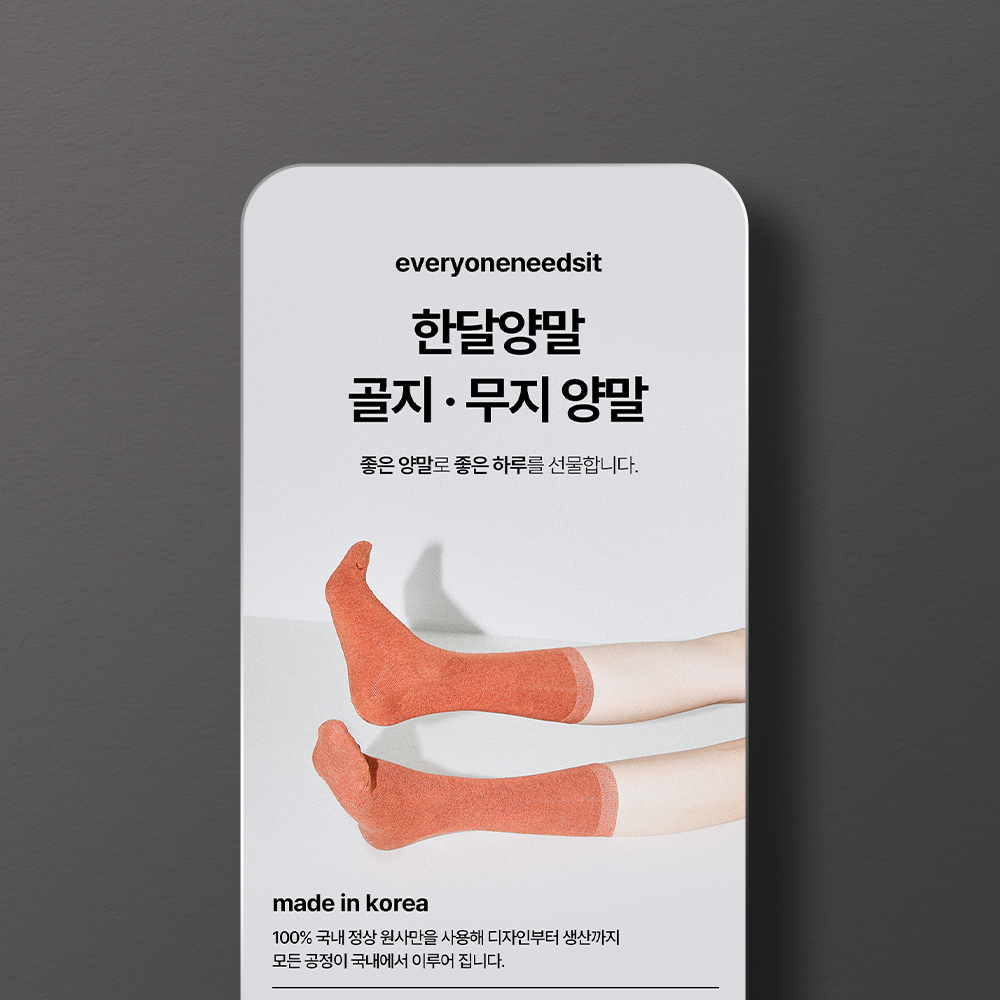 everyoneneedsit
한달양말
골지 · 무지 양말
좋은 양말로 좋은 하루를 선물합니다.
made in korea
100% 국내 정상 원사만을 사용해 디자인부터 생산까지
모든 공정이 국내에서 이루어 집니다.